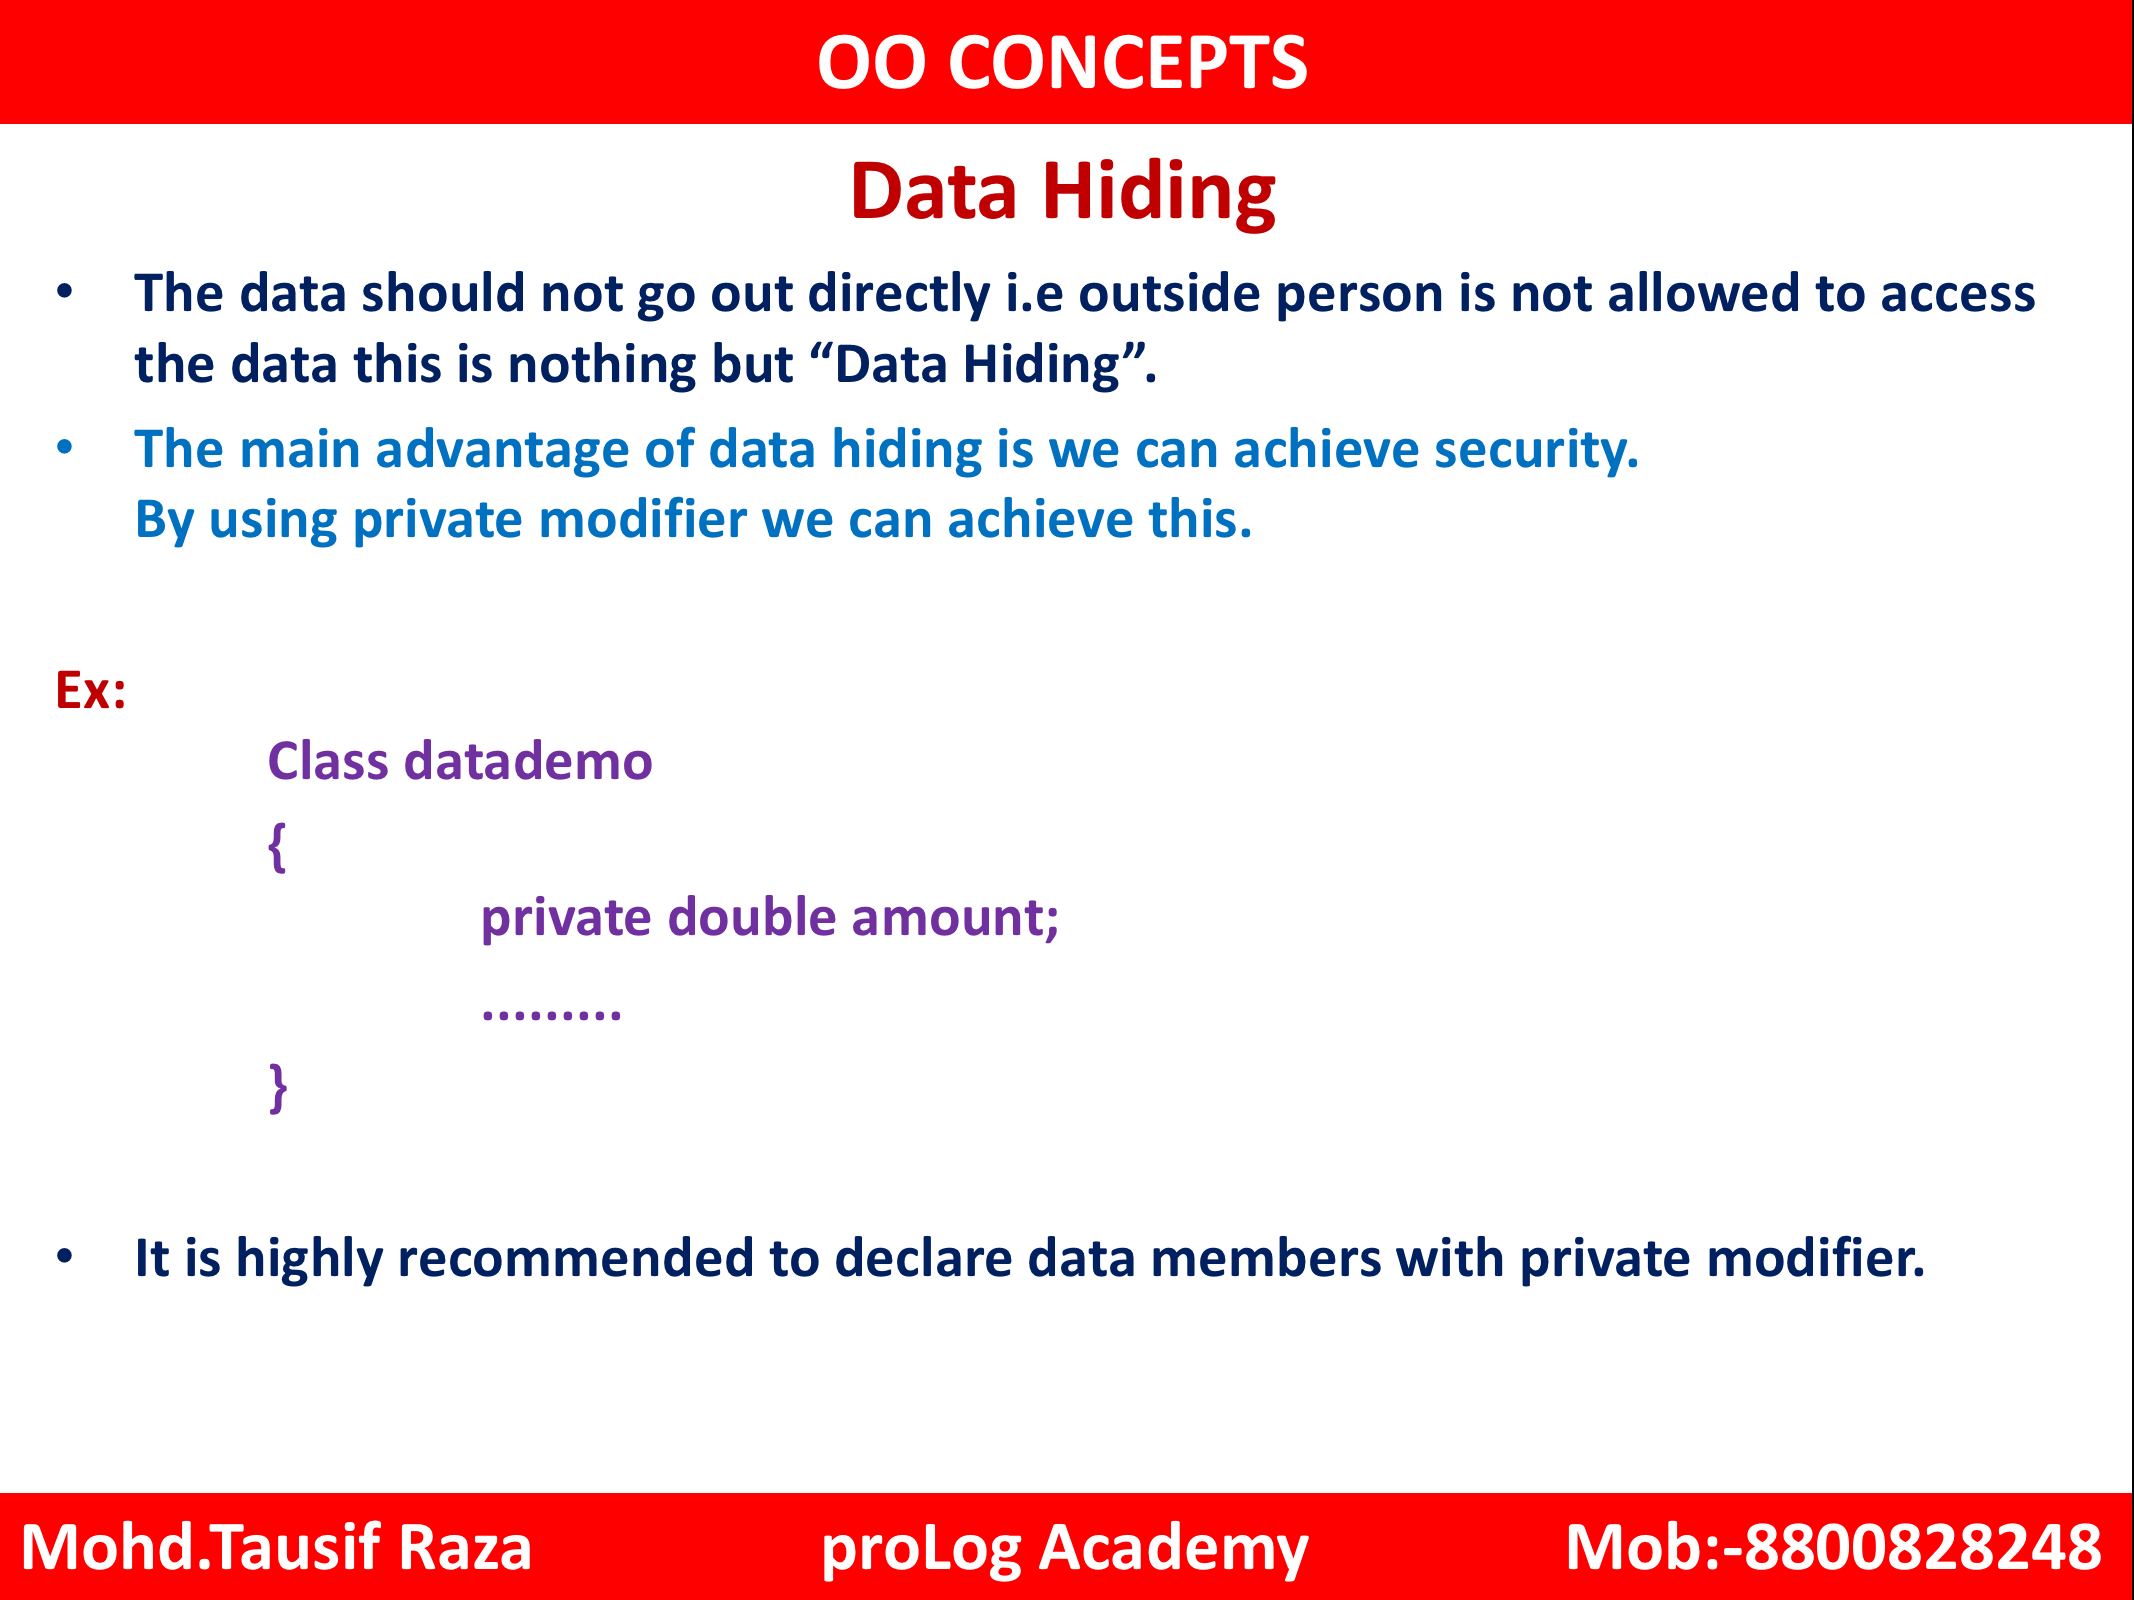 OO CONCEPTS
Data Hiding
• The data should not go out directly i.e outside person is not allowed to access
the data this is nothing but “Data Hiding”.
• The main advantage of data hiding is we can achieve security.
By using private modifier we can achieve this.
Ex:
Class datademo
{
private double amount;
.........
}
• It is highly recommended to declare data members with private modifier.
Mohd.Tausif Raza proLog Academy Mob:-8800828248